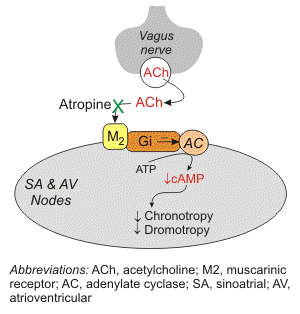 Vagus
nerve
ACh
Atropine
ACh
M2
Gi
AC
ATP
↓cAMP
SA & AV
Nodes
↓ Chronotropy
↓ Dromotropy
Abbreviations: ACh, acetylcholine; M2, muscarinic
receptor; AC, adenylate cyclase; SA, sinoatrial; AV,
atrioventricular